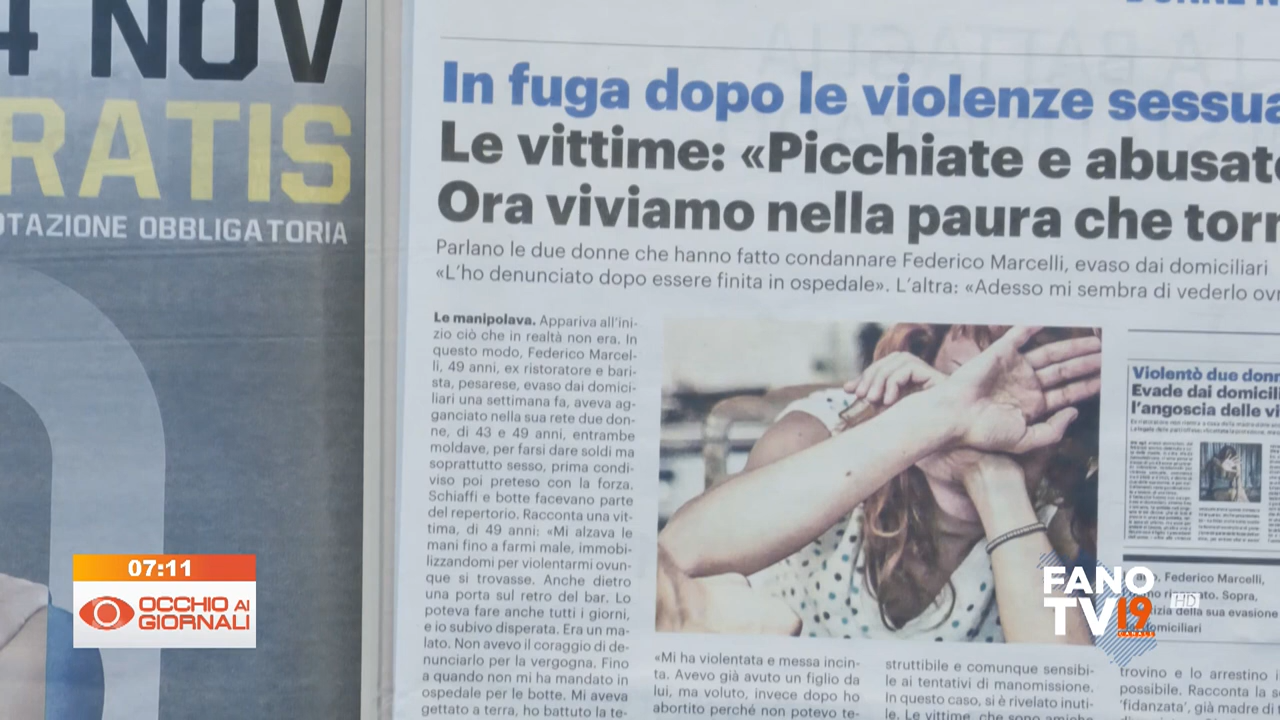 4 NOV
RATIS
OTAZIONE OBBLIGATORIA
In fuga dopo le violenze sessua
Le vittime: «Picchiate e abusate
Ora viviamo nella paura che torn
Parlano le due donne che hanno fatto condannare Federico Marcelli, evaso dai domiciliari
«L'ho denunciato dopo essere finita in ospedale». L'altra: «Adesso mi sembra di vederlo ovu
Le manipolava. Appariva all'ini-
zio ciò che in realtà non era. In
questo modo, Federico Marcel-
li, 49 anni, ex ristoratore e bari-
sta, pesarese, evaso dai domici-
liari una settimana fa, aveva ag-
ganciato nella sua rete due don-
ne, di 43 e 49 anni, entrambe
moldave, per farsi dare soldi ma
soprattutto sesso, prima condi-
viso poi preteso con la forza.
Schiaffi e botte facevano parte
del repertorio. Racconta una vit-
tima, di 49 anni: «Mi alzava le
mani fino a farmi male, immobi-
lizzandomi per violentarmi ovun-
que si trovasse. Anche dietro
una porta sul retro del bar. Lo
poteva fare anche tutti i giorni,
e io subivo disperata. Era un ma-
lato. Non avevo il coraggio di de-
nunciarlo per la vergogna. Fino
a quando non mi ha mandato in
ospedale per le botte. Mi aveva
gettato a terra, ho battuto la te-
«Mi ha violentata e messa incin-
ta. Avevo già avuto un figlio da
lui, ma voluto, invece dopo ho
abortito perché non potevo te-
struttibile e comunque sensibi-
le ai tentativi di manomissione.
In questo caso, si è rivelato inuti-
le. Le vittime, che sono amiche
Violentò due donn
Evade dai domicili
l'angoscia delle vi
Federico Marcelli,
Sopra,
della sua evasione
domiciliari
trovino e lo arrestino i
possibile. Racconta la s
'fidanzata', già madre di
07:11
OCCHIO AI
GIORNALI
FANO
TV 19 HD
CANALE